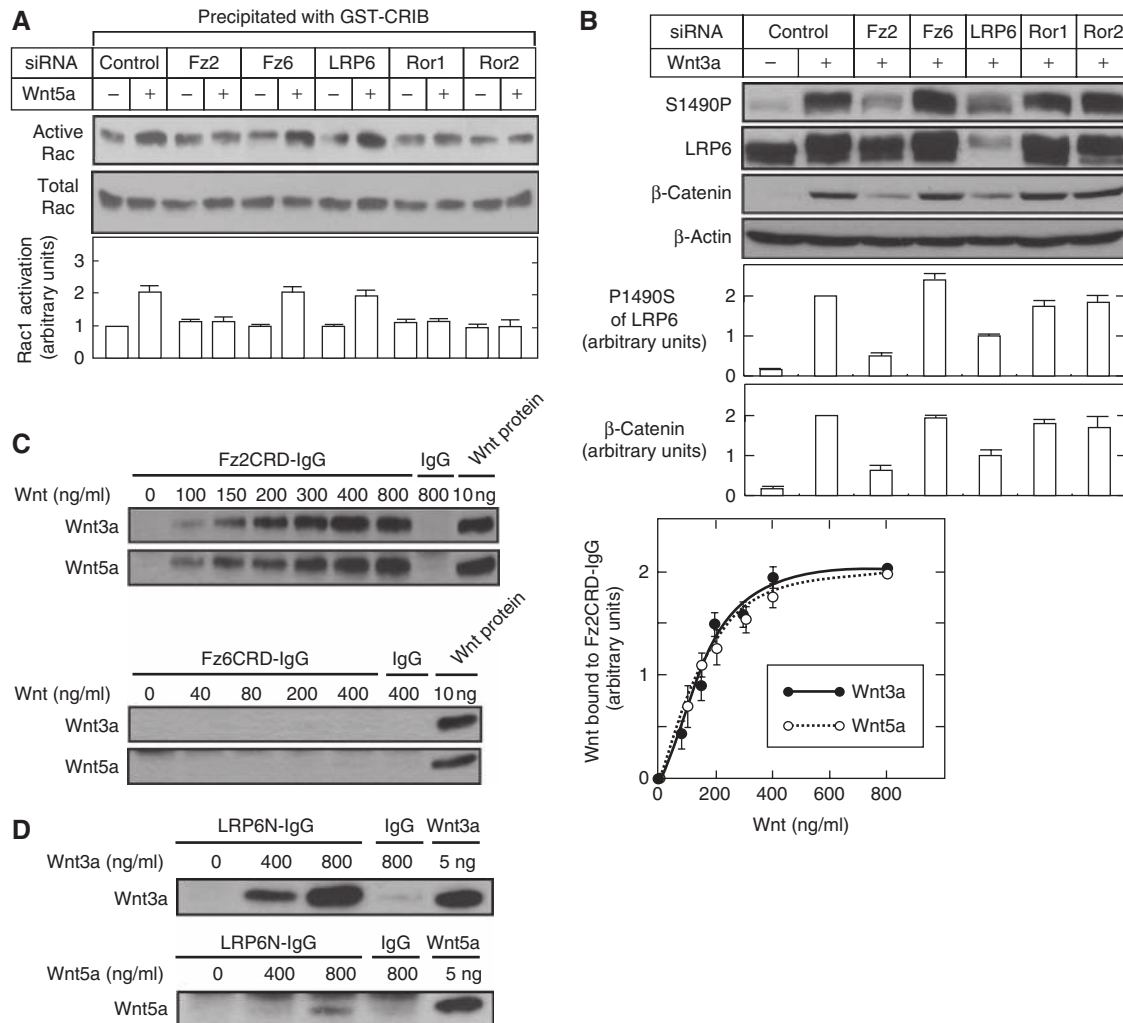 A
Precipitated with GST-CRIB
siRNA Control Fz2 Fz6 LRP6 Ror1 Ror2
Wnt5a – + – + – + – + – + – +
Active Rac
Total Rac
Rac1 activation (arbitrary units)
3
2
1
0
B
siRNA Control Fz2 Fz6 LRP6 Ror1 Ror2
Wnt3a – + + + + + +
S1490P
LRP6
β-Catenin
β-Actin
P1490S of LRP6 (arbitrary units)
2
1
0
β-Catenin (arbitrary units)
2
1
0
C
Fz2CRD-IgG IgG Wnt protein
Wnt (ng/ml) 0 100 150 200 300 400 800 800 10 ng
Wnt3a
Wnt5a
Fz6CRD-IgG IgG Wnt protein
Wnt (ng/ml) 0 40 80 200 400 400 10 ng
Wnt3a
Wnt5a
Wnt bound to Fz2CRD-IgG (arbitrary units)
2
1
0
Wnt3a
Wnt5a
0 200 400 600 800
Wnt (ng/ml)
D
LRP6N-IgG IgG Wnt3a
Wnt3a (ng/ml) 0 400 800 800 5 ng
Wnt3a
LRP6N-IgG IgG Wnt5a
Wnt5a (ng/ml) 0 400 800 800 5 ng
Wnt5a